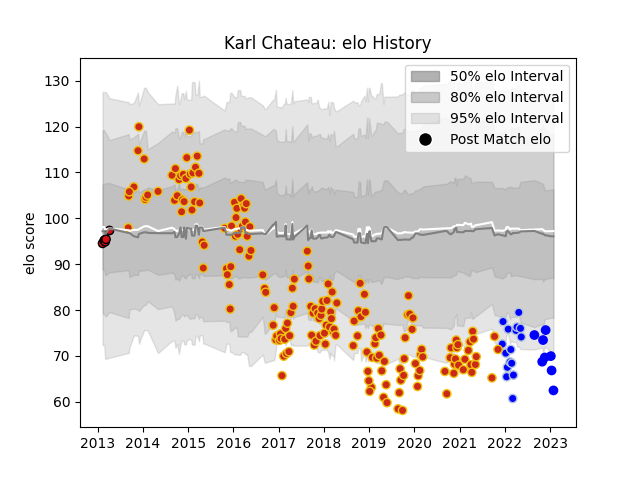 Karl Chateau: elo History
elo score
130
120
110
100
90
80
70
60
50% elo Interval
80% elo Interval
95% elo Interval
Post Match elo
2013 2014 2015 2016 2017 2018 2019 2020 2021 2022 2023